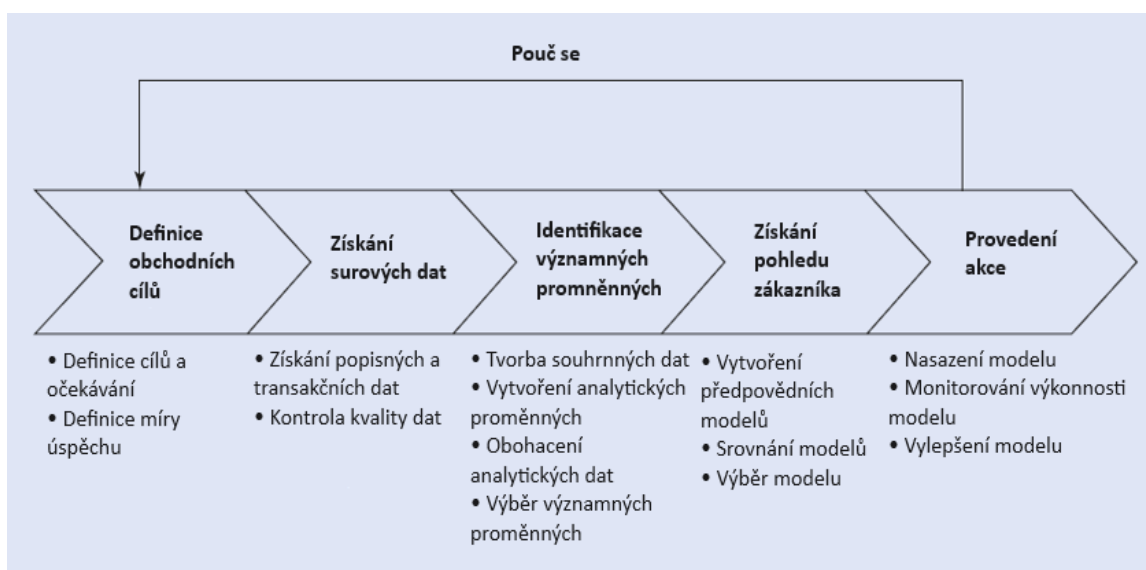 Pouč se
Definice
obchodních
cílů
Získání
surových dat
Identifikace
významných
promněnných
Získání
pohledu
zákazníka
Provedení
akce
• Definice cílů a
očekávání
• Definice míry
úspěchu
• Získání popisných a
transakčních dat
• Kontrola kvality dat
• Tvorba souhrnných dat
• Vytvoření analytických
proměnných
• Obohacení
analytických dat
• Výběr významných
proměnných
• Vytvoření
předpovědních
modelů
• Srovnání modelů
• Výběr modelu
• Nasazení modelu
• Monitorování výkonnosti
modelu
• Vylepšení modelu